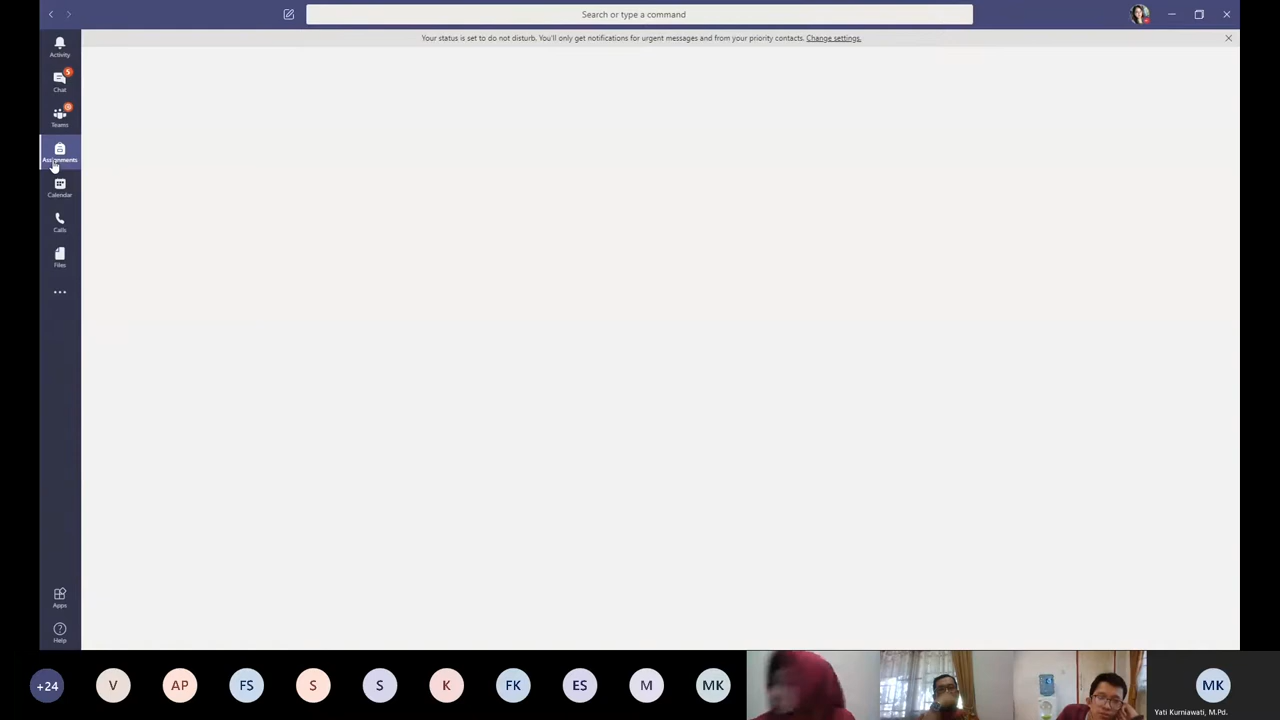 Search or type a command
Your status is set to do not disturb. You'll only get notifications for urgent messages and from your priority contacts. Change settings.
Activity
5
Chat
Teams
Assignments
Calendar
Calls
Files
Apps
Help
+24
V
AP
FS
S
S
K
FK
ES
M
MK
MK
Yati Kurniawati, M.Pd.